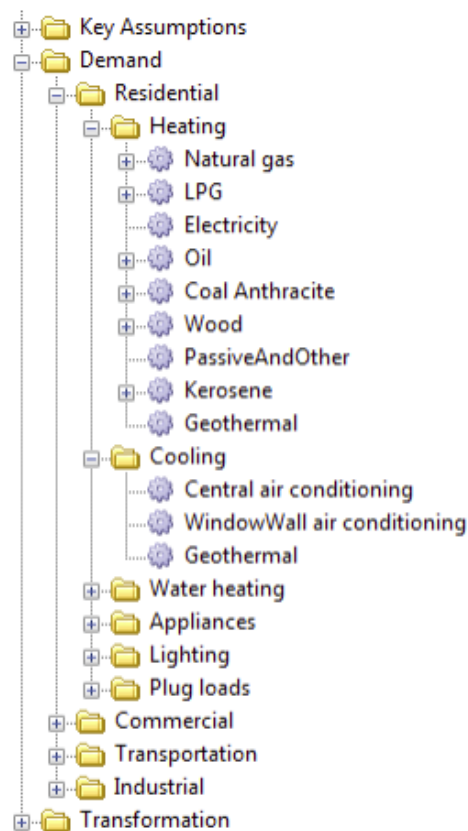 Key Assumptions
Demand
Residential
Heating
Natural gas
LPG
Electricity
Oil
Coal Anthracite
Wood
PassiveAndOther
Kerosene
Geothermal
Cooling
Central air conditioning
WindowWall air conditioning
Geothermal
Water heating
Appliances
Lighting
Plug loads
Commercial
Transportation
Industrial
Transformation